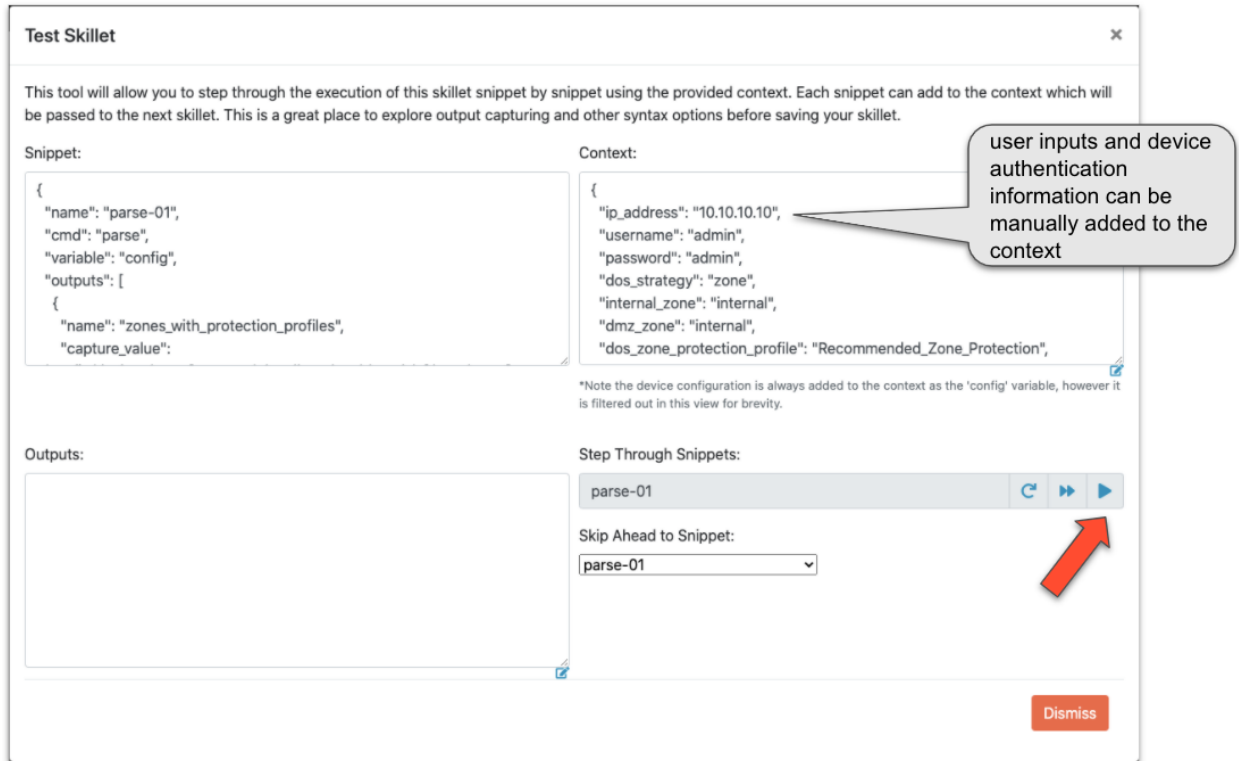 Test Skillet
×
This tool will allow you to step through the execution of this skillet snippet by snippet using the provided context. Each snippet can add to the context which will
be passed to the next skillet. This is a great place to explore output capturing and other syntax options before saving your skillet.
Snippet:
{
"name": "parse-01",
"cmd": "parse",
"variable": "config",
"outputs": [
{
"name": "zones_with_protection_profiles",
"capture_value":
Context:
{
"ip_address": "10.10.10.10",
"username": "admin",
"password": "admin",
"dos_strategy": "zone",
"internal_zone": "internal",
"dmz_zone": "internal",
"dos_zone_protection_profile": "Recommended_Zone_Protection",
user inputs and device
authentication
information can be
manually added to the
context
*Note the device configuration is always added to the context as the 'config' variable, however it
is filtered out in this view for brevity.
Outputs:
Step Through Snippets:
parse-01
Skip Ahead to Snippet:
parse-01
Dismiss